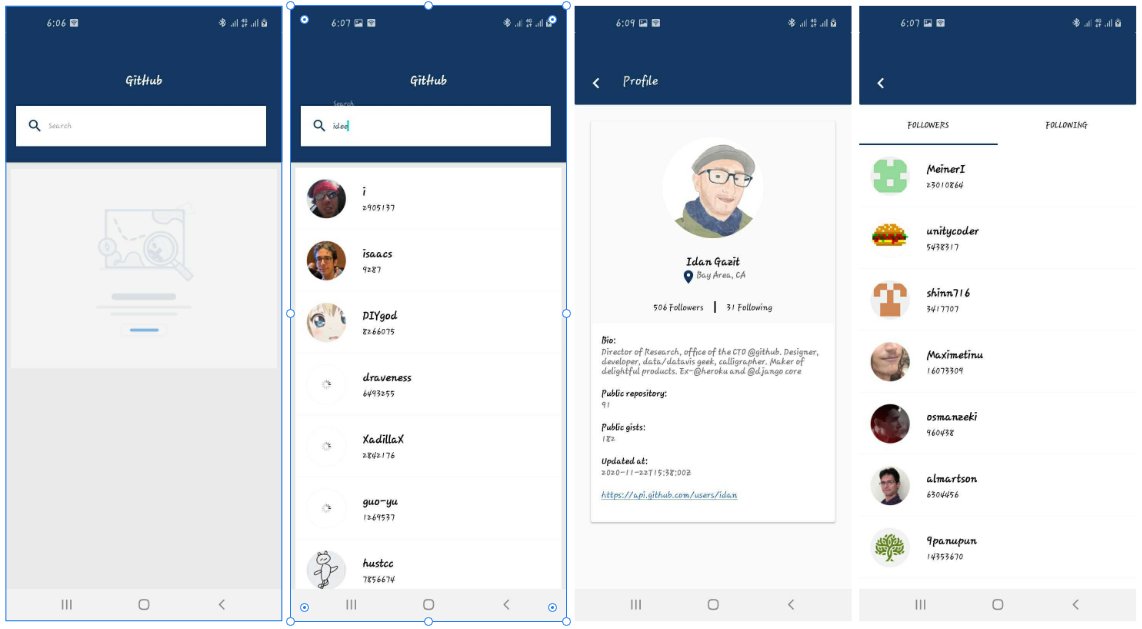 6:06
GitHub
Search
6:07
GitHub
Search
idee
i
2905137
isaacs
9287
DIYgod
8266075
draveness
6493255
XadillaX
2842176
guo-yu
1269537
hustcc
7856674
6:09
Profile
Idan Gazit
Bay Area, CA
506 Followers | 31 Following
Bio:
Director of Research, office of the CTO @github. Designer,
developer, data/datavis geek, calligrapher. Maker of
delightful products. Ex-@heroku and @django core
Public repository:
91
Public gists:
182
Updated at:
2020-11-22T15:38:00Z
https://api.github.com/users/idan
6:07
FOLLOWERS FOLLOWING
MeinerI
23010864
unitycoder
5438317
shinn716
3417707
Maximetinu
16073309
osmanzeki
960438
almartson
6304456
9panupun
14353670